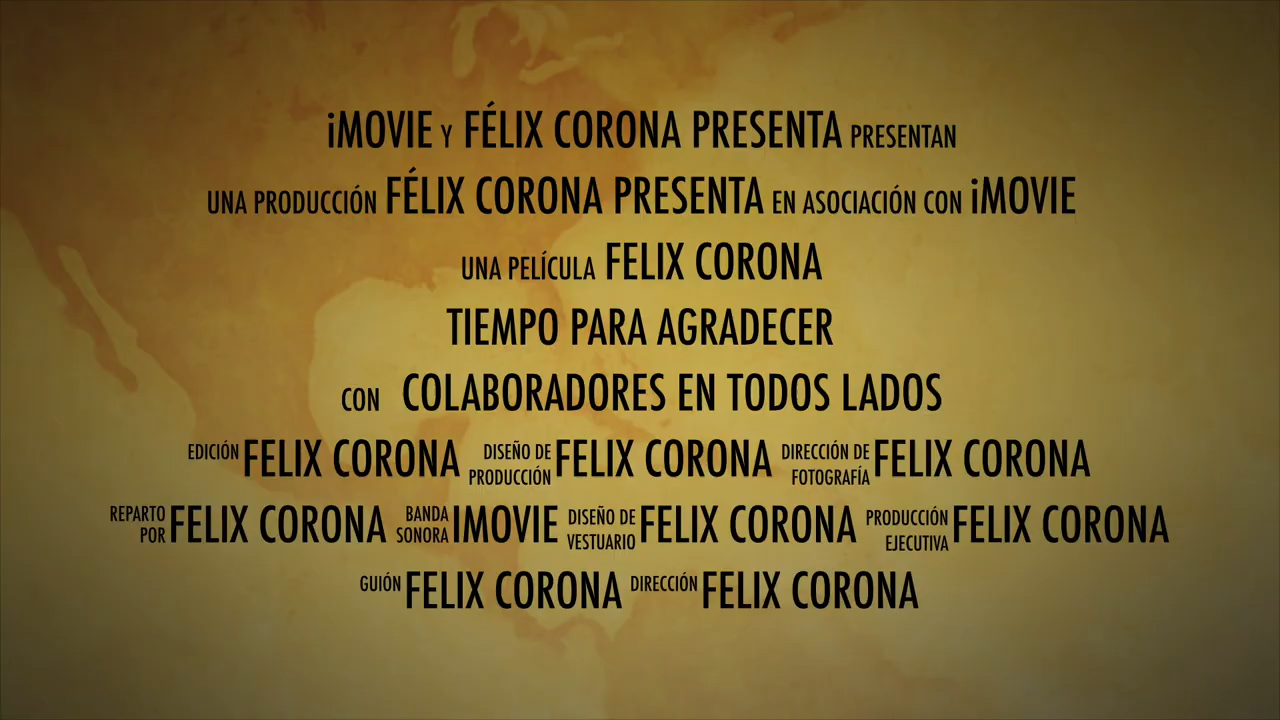 iMOVIE Y FÉLIX CORONA PRESENTA PRESENTAN
UNA PRODUCCIÓN FÉLIX CORONA PRESENTA EN ASOCIACIÓN CON iMOVIE
UNA PELÍCULA FELIX CORONA
TIEMPO PARA AGRADECER
CON COLABORADORES EN TODOS LADOS
EDICIÓN FELIX CORONA DISEÑO DE PRODUCCIÓN FELIX CORONA DIRECCIÓN DE FOTOGRAFÍA FELIX CORONA
REPARTO POR FELIX CORONA BANDA SONORA IMOVIE DISEÑO DE VESTUARIO FELIX CORONA PRODUCCIÓN EJECUTIVA FELIX CORONA
GUIÓN FELIX CORONA DIRECCIÓN FELIX CORONA